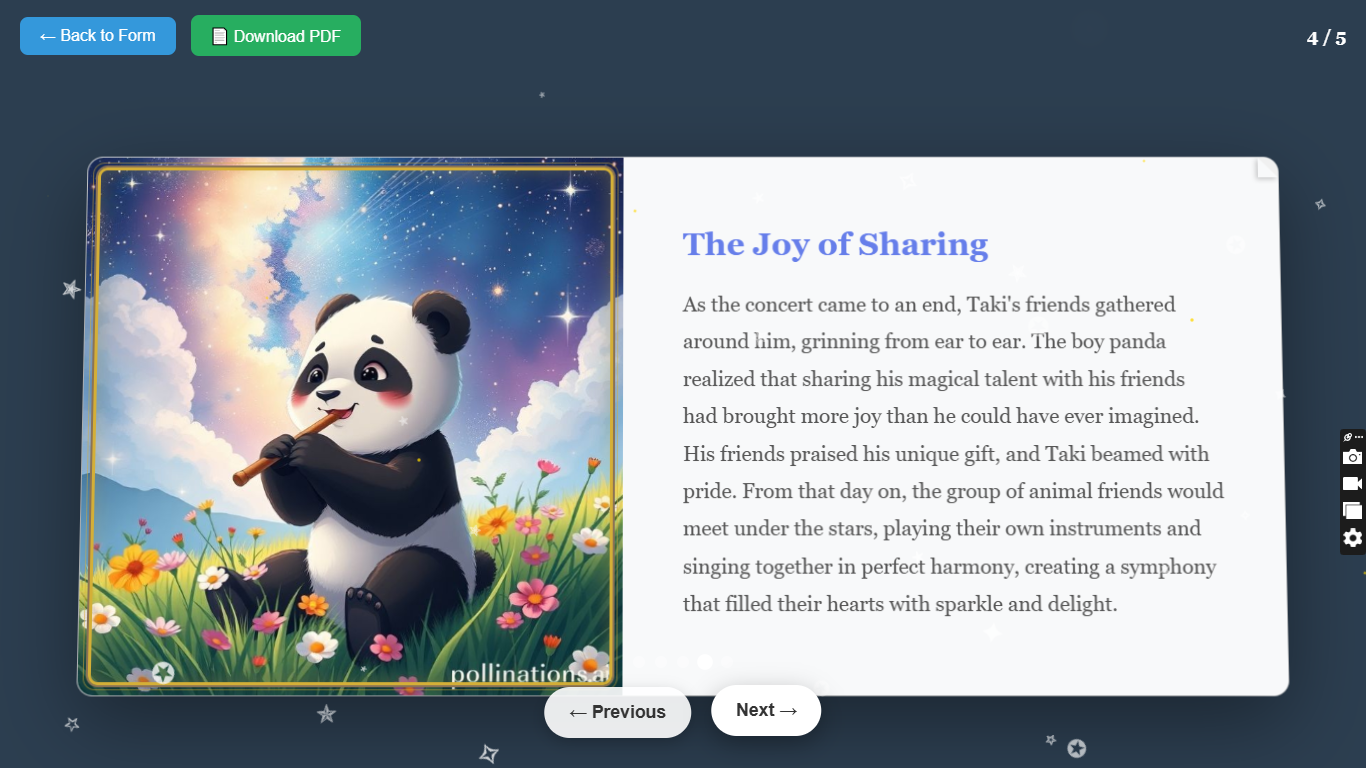 ← Back to Form
📄 Download PDF
4 / 5
The Joy of Sharing
As the concert came to an end, Taki's friends gathered
around him, grinning from ear to ear. The boy panda
realized that sharing his magical talent with his friends
had brought more joy than he could have ever imagined.
His friends praised his unique gift, and Taki beamed with
pride. From that day on, the group of animal friends would
meet under the stars, playing their own instruments and
singing together in perfect harmony, creating a symphony
that filled their hearts with sparkle and delight.
pollinations.ai
← Previous
Next →